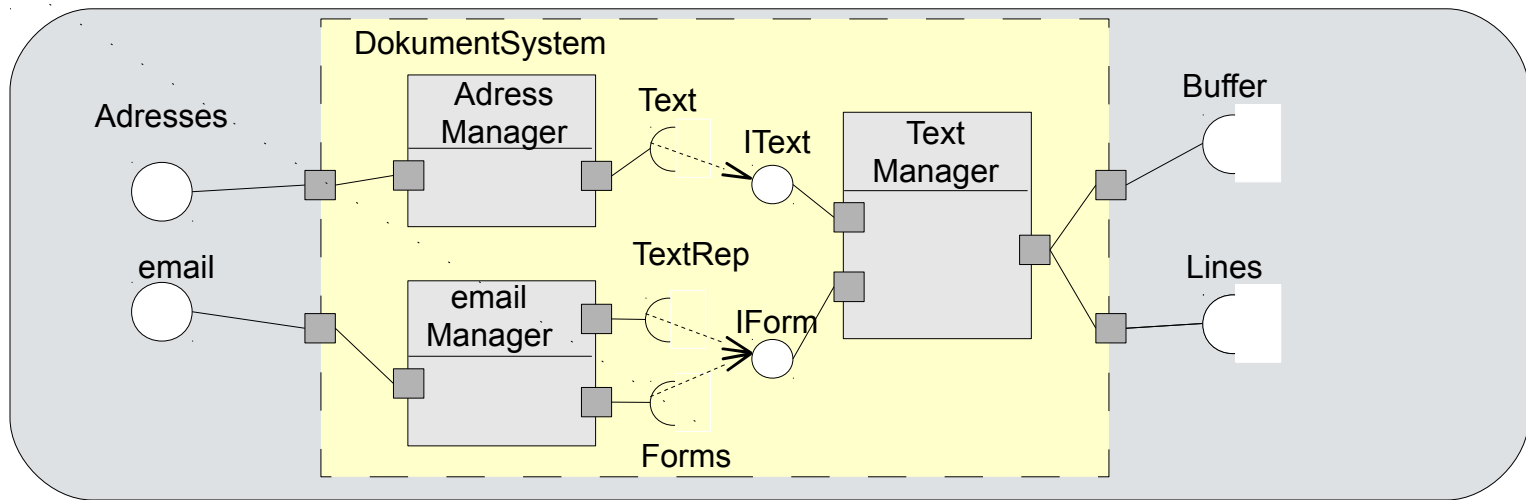 DokumentSystem
Adresses
Adress
Manager
Text
IText
Text
Manager
Buffer
email
email
Manager
TextRep
IForm
Forms
Lines